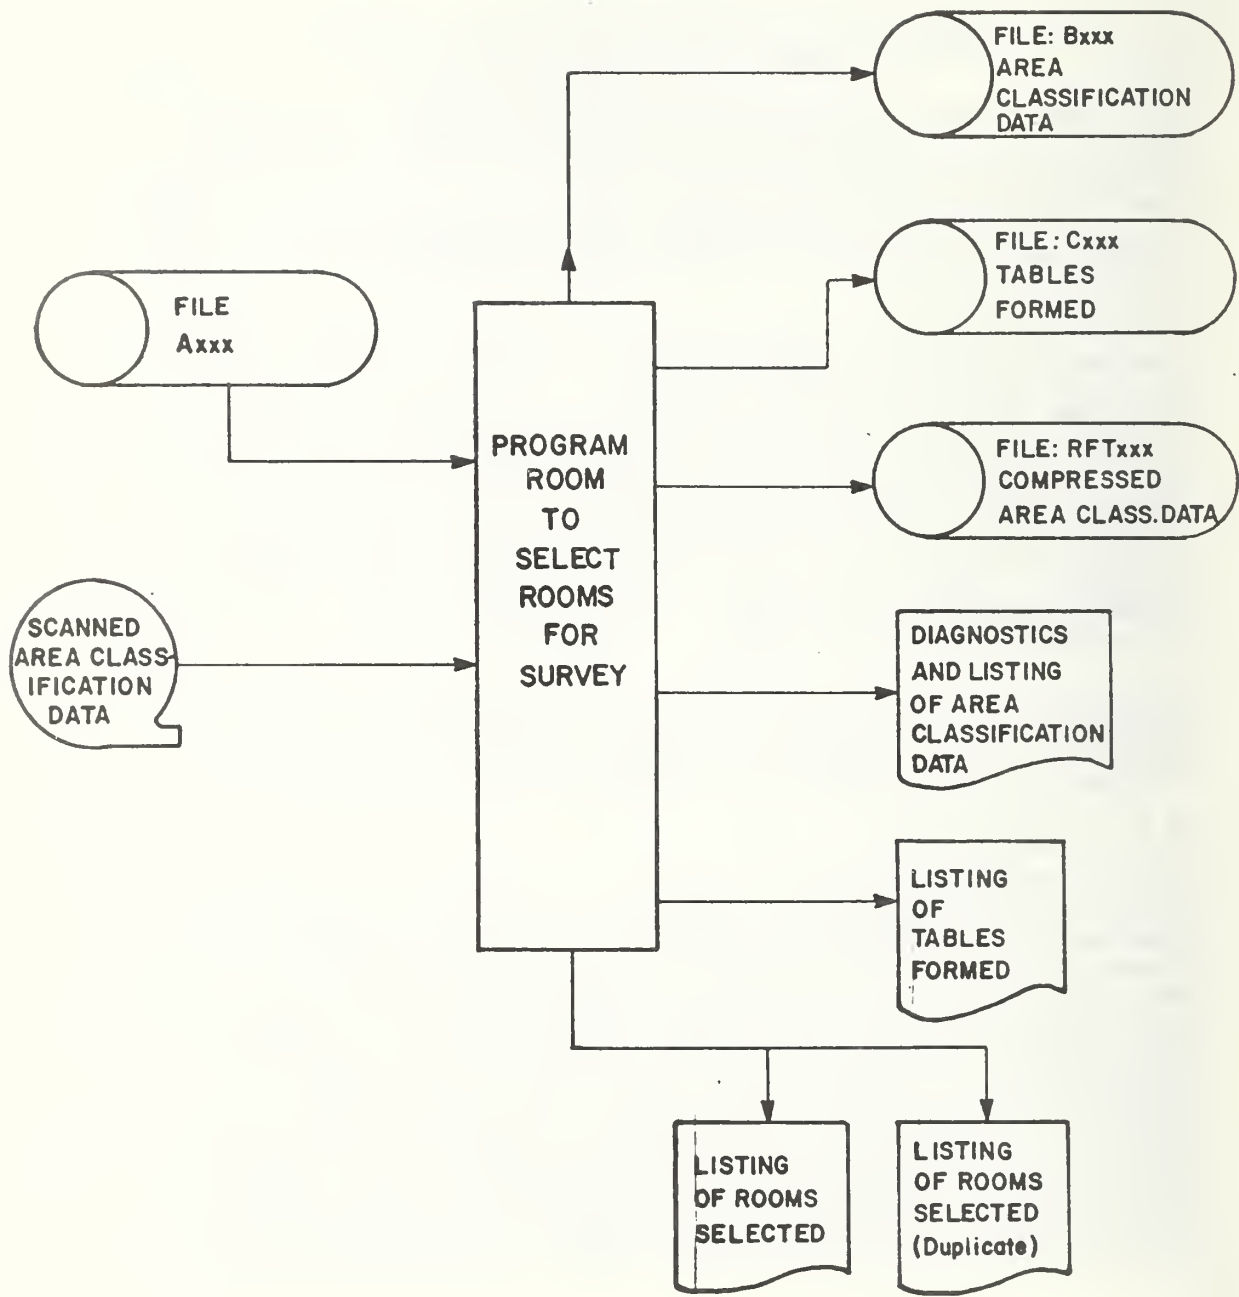 FILE: Bxxx
AREA
CLASSIFICATION
DATA
FILE: Cxxx
TABLES
FORMED
FILE
Axxx
PROGRAM
ROOM
TO
SELECT
ROOMS
FOR
SURVEY
FILE: RFTxxx
COMPRESSED
AREA CLASS.DATA
SCANNED
AREA CLASS-
IFICATION
DATA
DIAGNOSTICS
AND LISTING
OF AREA
CLASSIFICATION
DATA
LISTING
OF
TABLES
FORMED
LISTING
OF ROOMS
SELECTED
LISTING
OF ROOMS
SELECTED
(Duplicate)